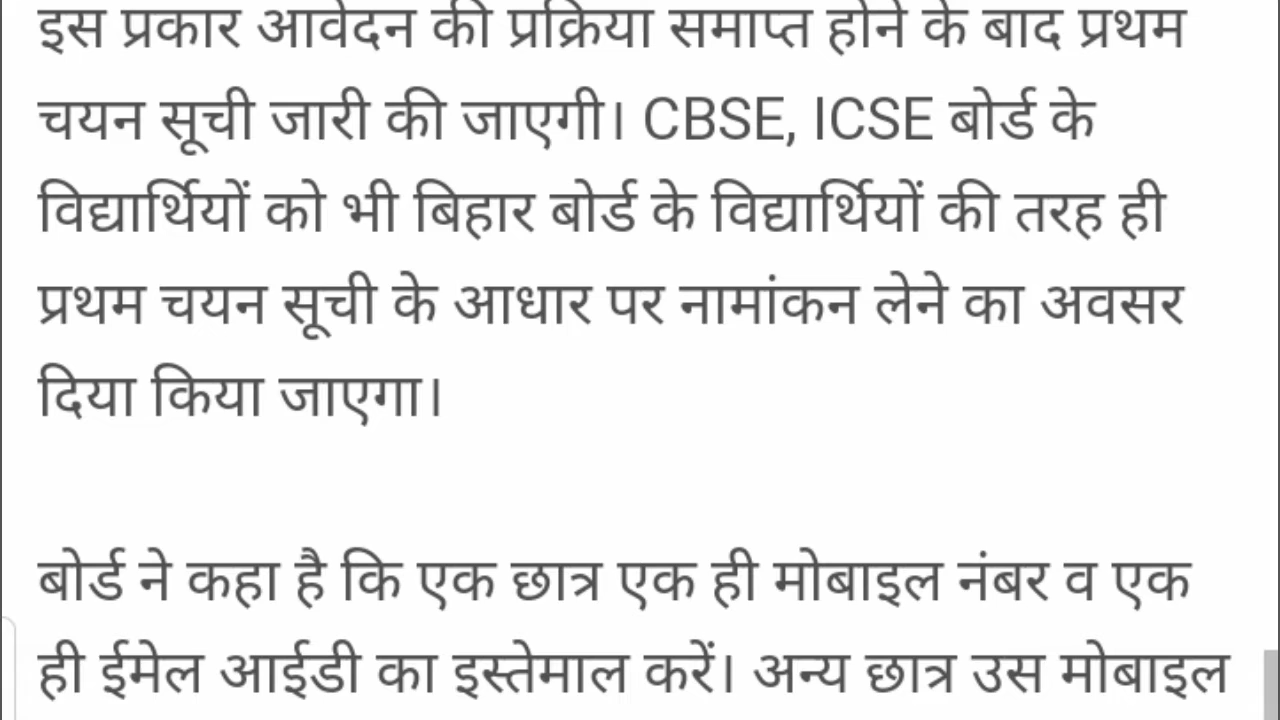 इस प्रकार आवेदन की प्रक्रिया समाप्त होने के बाद प्रथम
चयन सूची जारी की जाएगी। CBSE, ICSE बोर्ड के
विद्यार्थियों को भी बिहार बोर्ड के विद्यार्थियों की तरह ही
प्रथम चयन सूची के आधार पर नामांकन लेने का अवसर
दिया किया जाएगा।
बोर्ड ने कहा है कि एक छात्र एक ही मोबाइल नंबर व एक
ही ईमेल आईडी का इस्तेमाल करें। अन्य छात्र उस मोबाइल